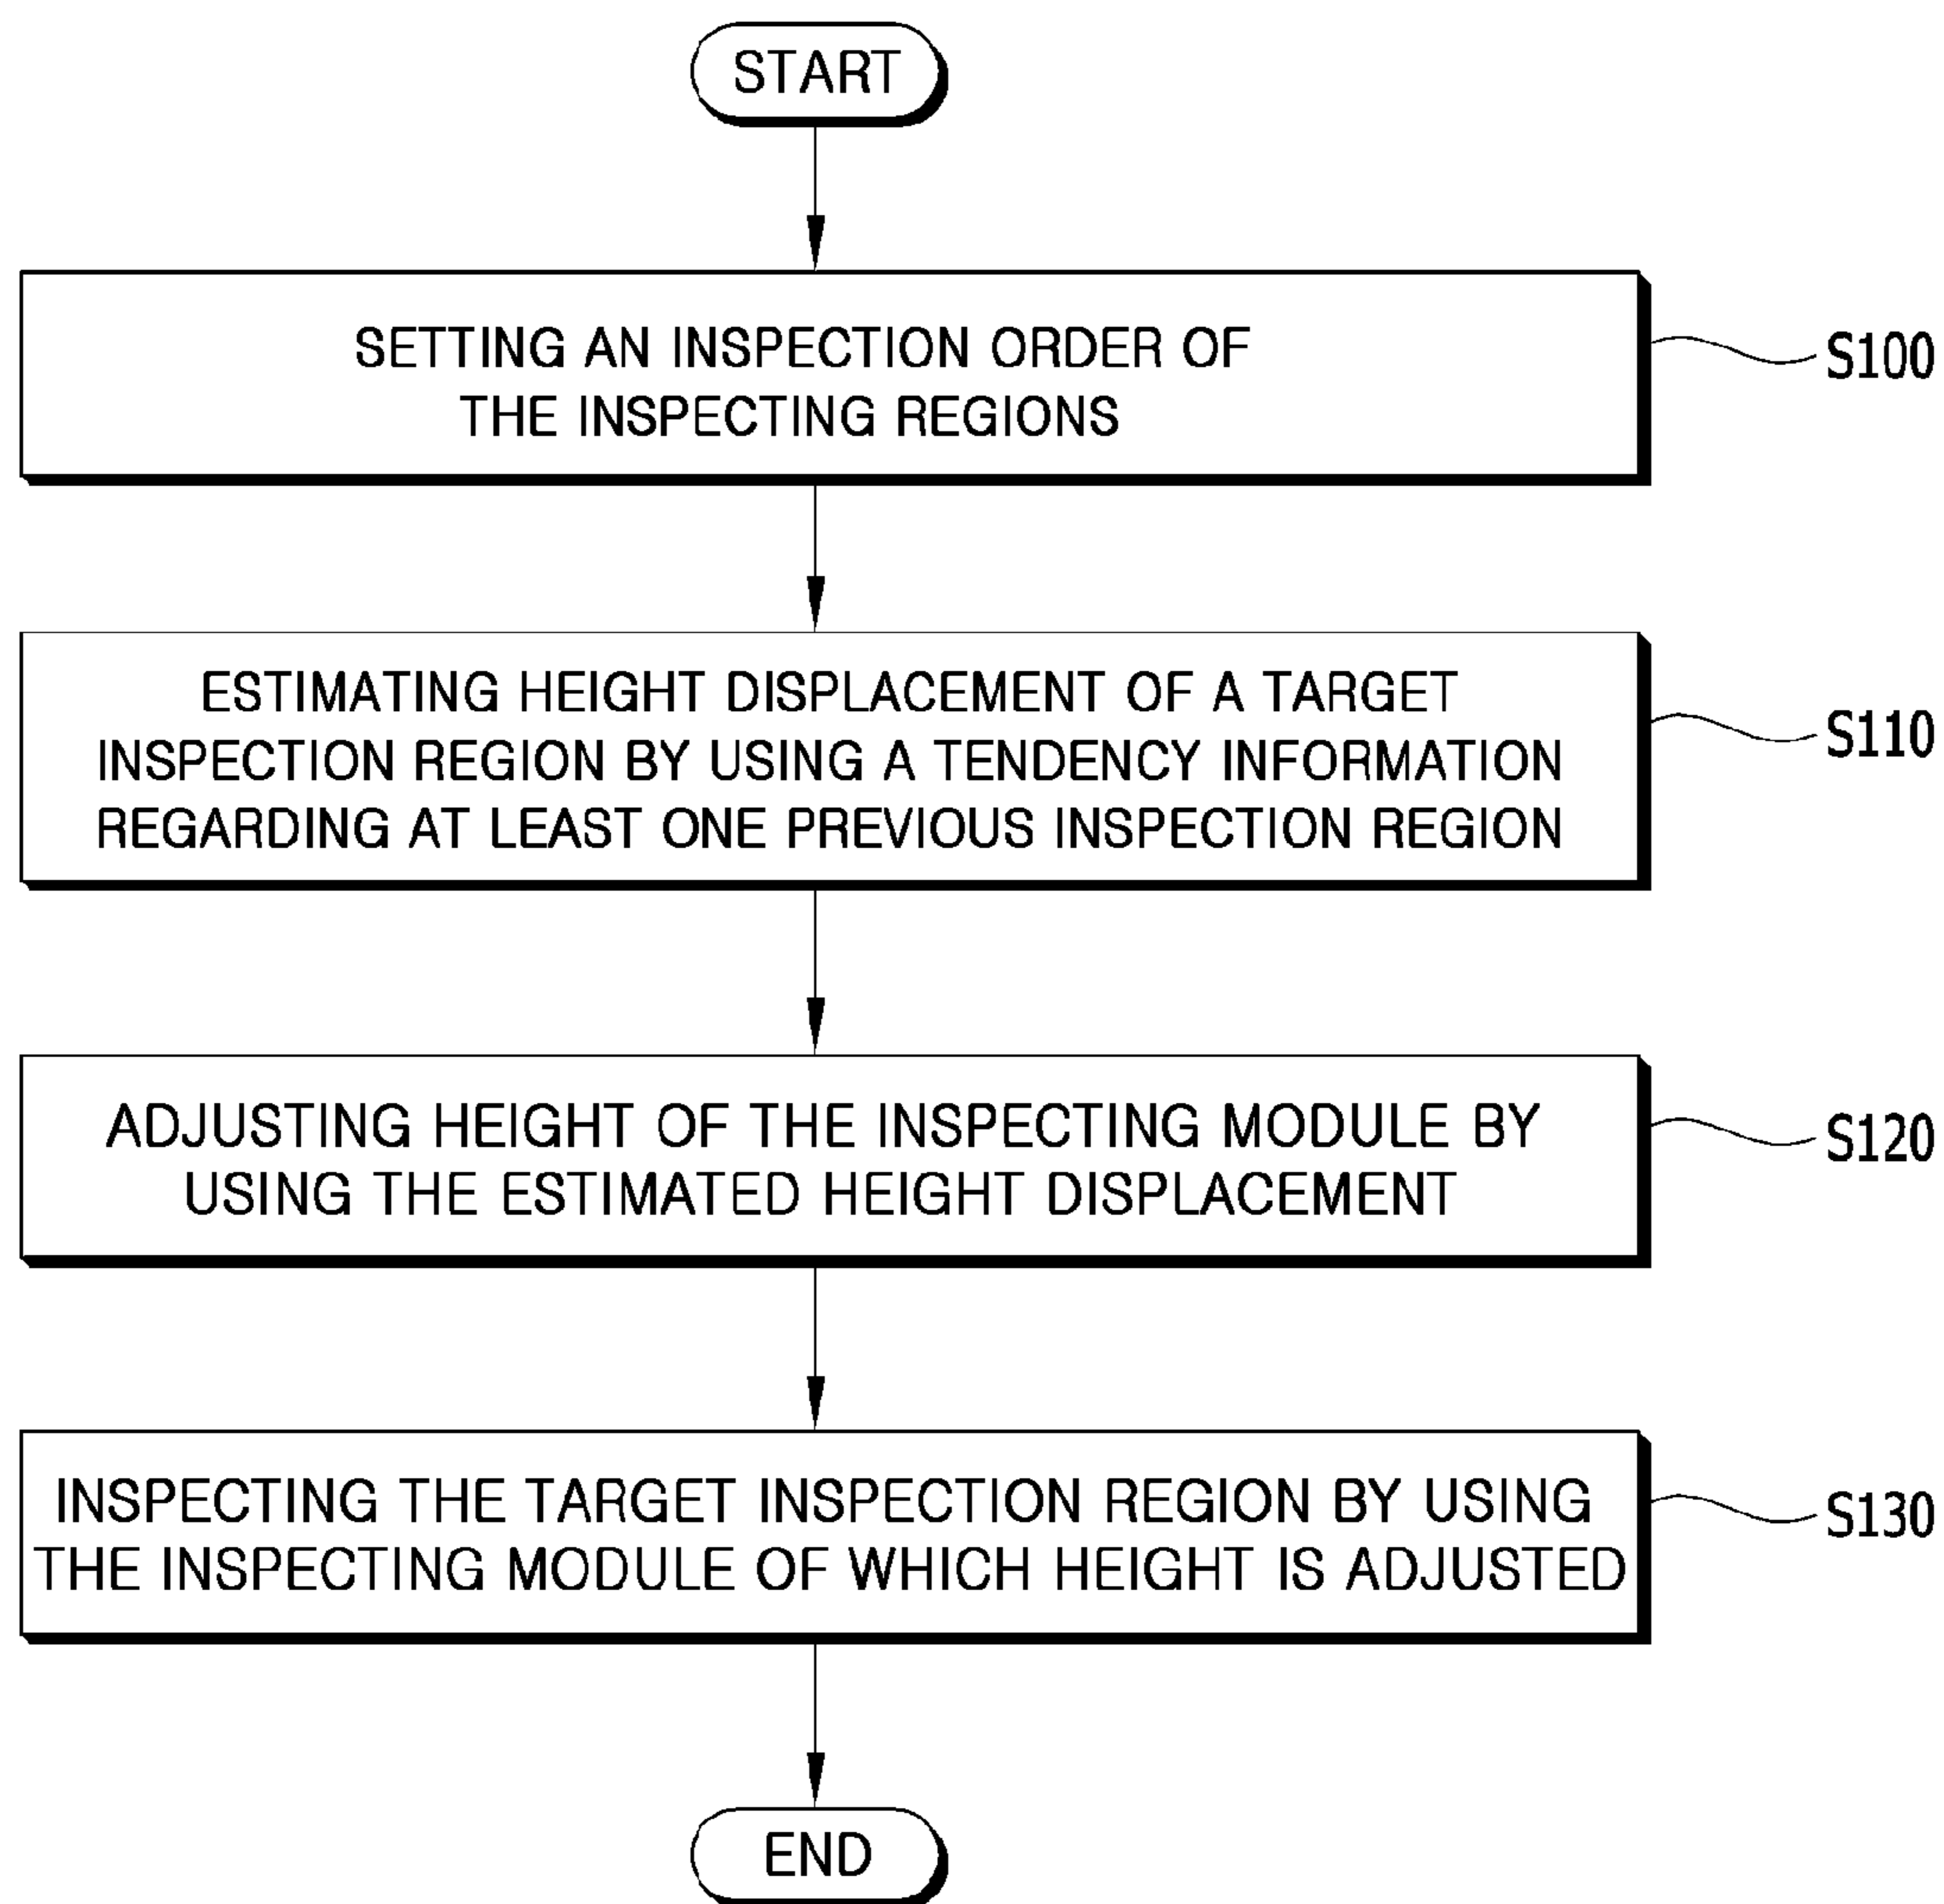 START
SETTING AN INSPECTION ORDER OF
THE INSPECTING REGIONS
S100
ESTIMATING HEIGHT DISPLACEMENT OF A TARGET
INSPECTION REGION BY USING A TENDENCY INFORMATION
REGARDING AT LEAST ONE PREVIOUS INSPECTION REGION
S110
ADJUSTING HEIGHT OF THE INSPECTING MODULE BY
USING THE ESTIMATED HEIGHT DISPLACEMENT
S120
INSPECTING THE TARGET INSPECTION REGION BY USING
THE INSPECTING MODULE OF WHICH HEIGHT IS ADJUSTED
S130
END